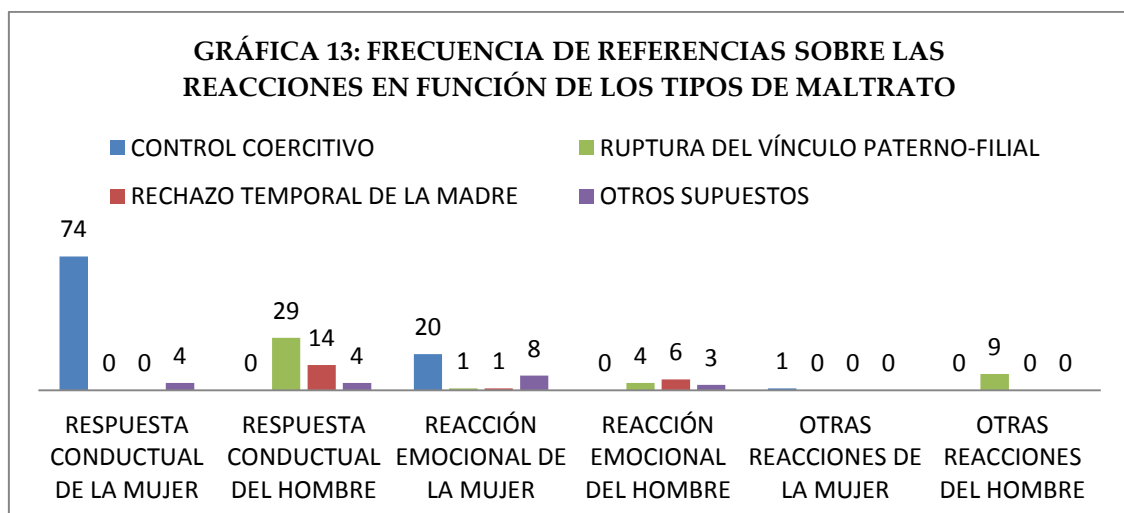 GRÁFICA 13: FRECUENCIA DE REFERENCIAS SOBRE LAS
REACCIONES EN FUNCIÓN DE LOS TIPOS DE MALTRATO
CONTROL COERCITIVO
RUPTURA DEL VÍNCULO PATERNO-FILIAL
RECHAZO TEMPORAL DE LA MADRE
OTROS SUPUESTOS
74 0 0 4
0 29 14 4
20 1 1 8
0 4 6 3
1 0 0 0
0 9 0 0
RESPUESTA
CONDUCTUAL
DE LA MUJER
RESPUESTA
CONDUCTUAL
DEL HOMBRE
REACCIÓN
EMOCIONAL DE
LA MUJER
REACCIÓN
EMOCIONAL
DEL HOMBRE
OTRAS
REACCIONES DE
LA MUJER
OTRAS
REACCIONES
DEL HOMBRE